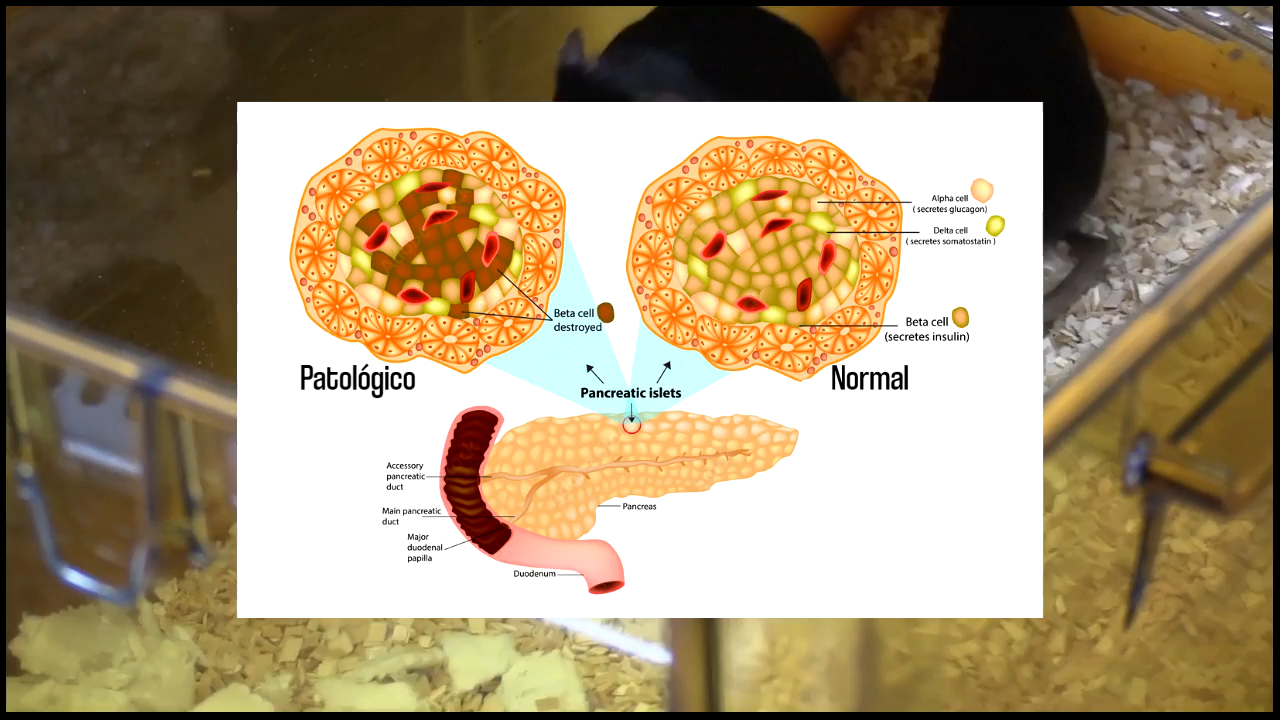 Alpha cell
( secretes glucagon)
Delta cell
( secretes somatostatin )
Beta cell
destroyed
Beta cell
(secretes insulin)
Patológico
Normal
Pancreatic islets
Accessory
pancreatic
duct
Main pancreatic
duct
Major
duodenal
papilla
Pancreas
Duodenum